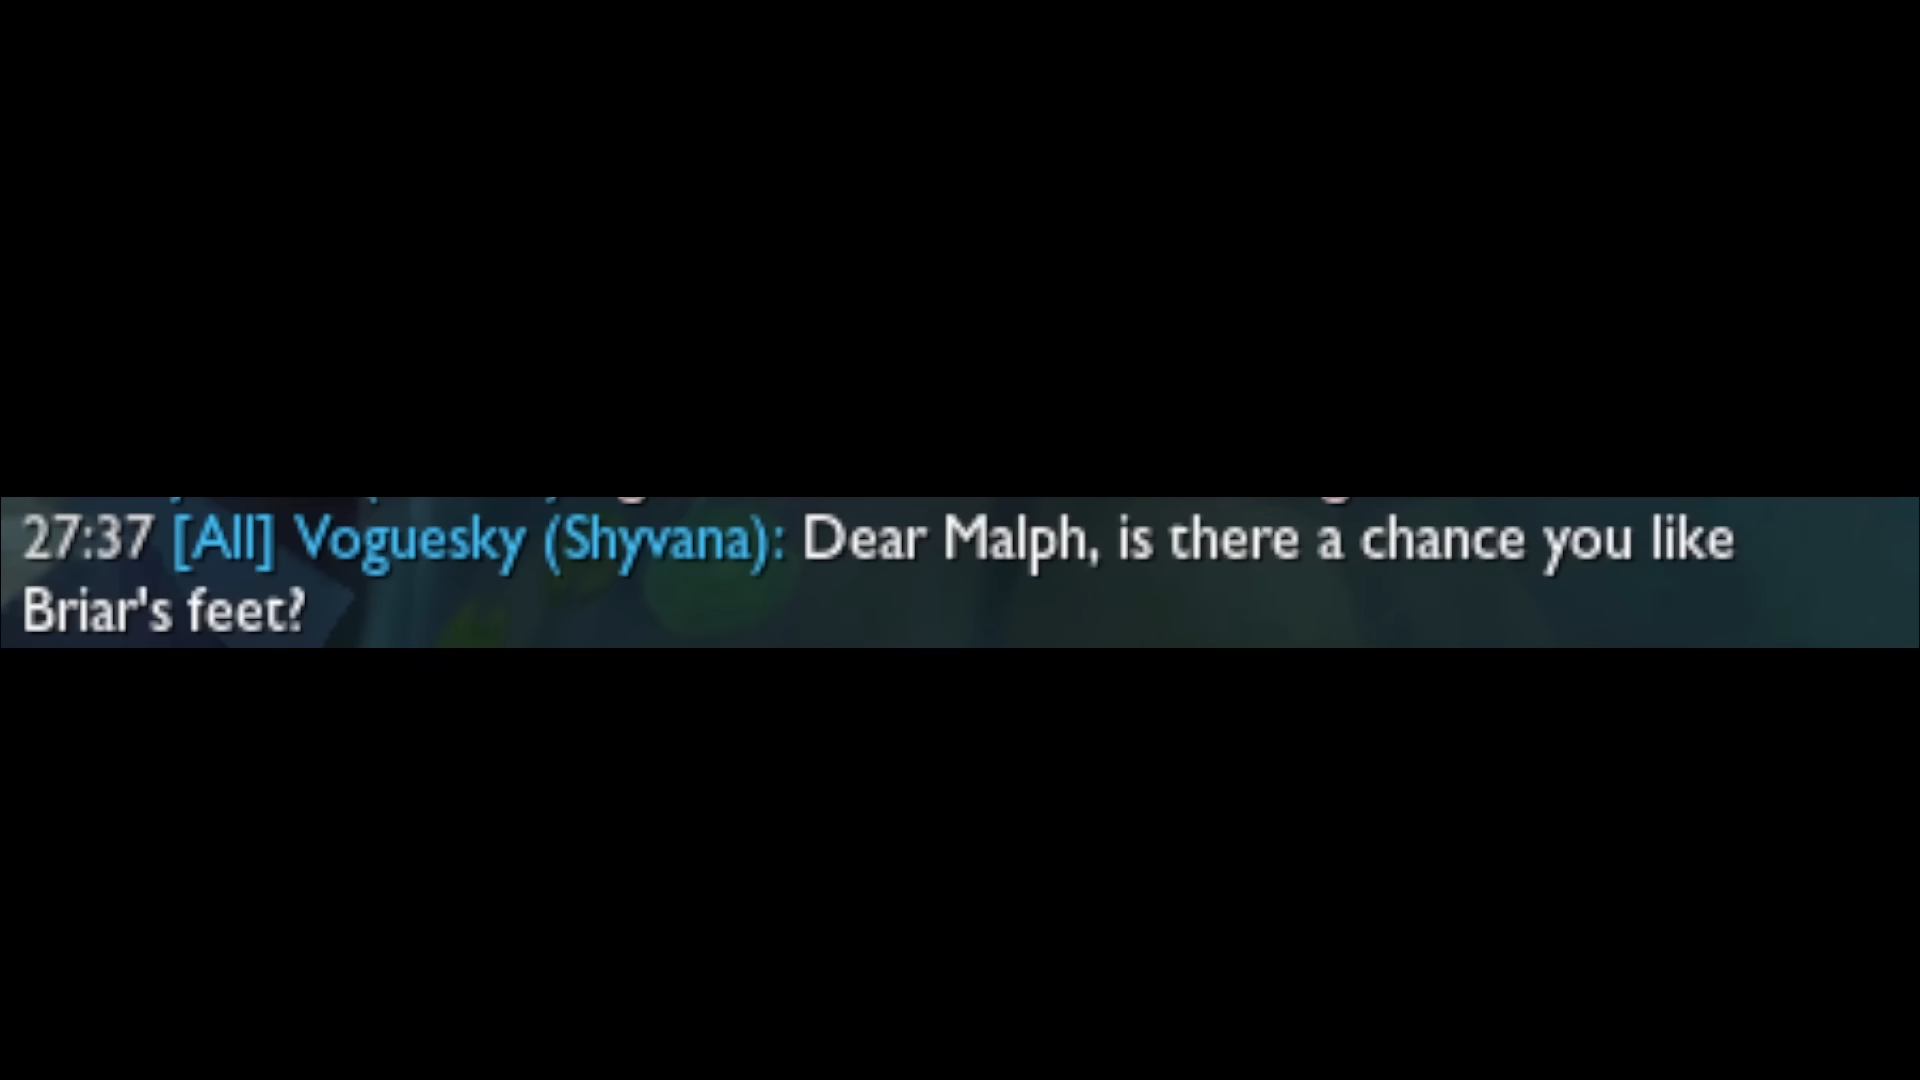 27:37 [All] Voguesky (Shyvana): Dear Malph, is there a chance you like
Briar's feet?